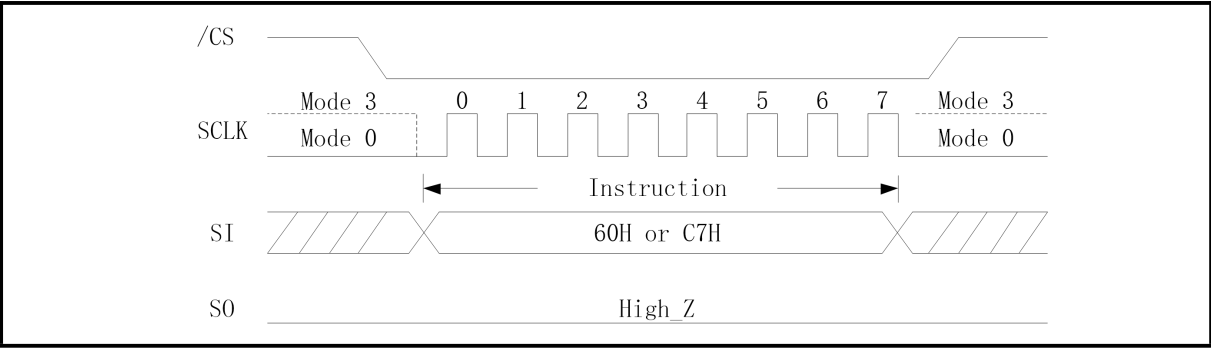 /CS
Mode 3 0 1 2 3 4 5 6 7 Mode 3
SCLK
Mode 0 Mode 0
Instruction
SI 60H or C7H
SO High_Z